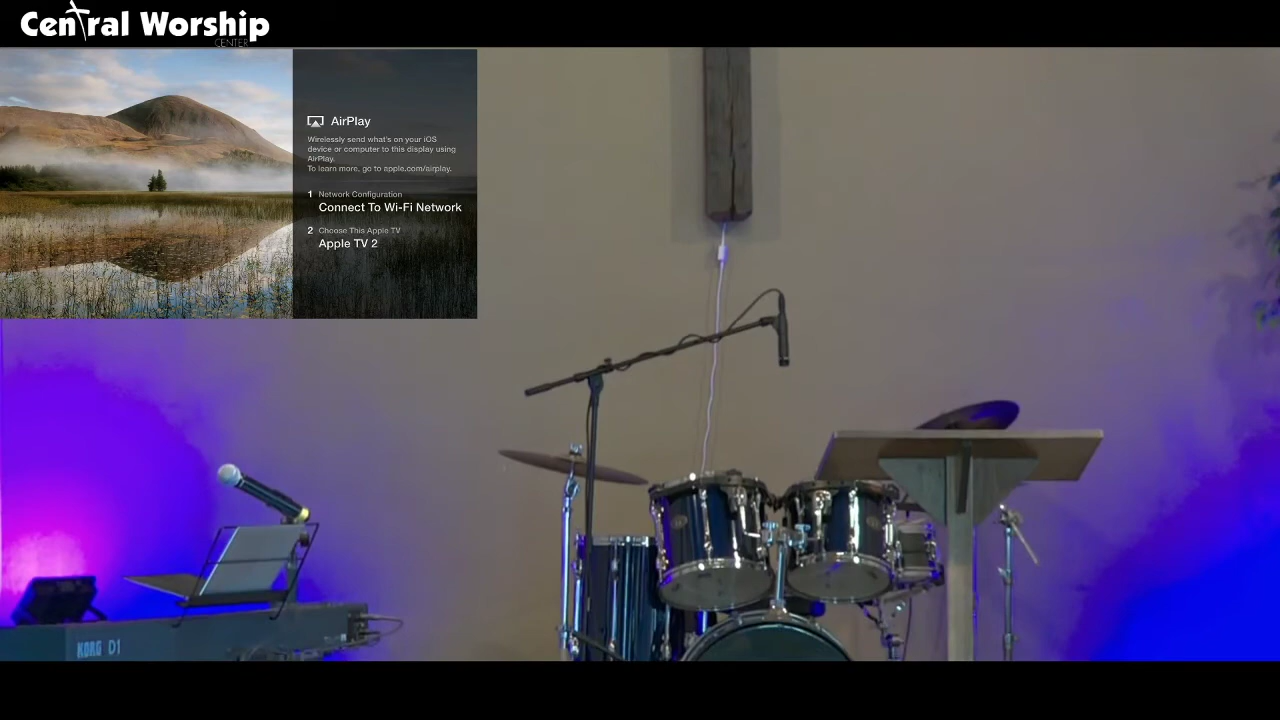 Central Worship
CENTER
AirPlay
Wirelessly send what's on your iOS
device or computer to this display using
AirPlay.
To learn more, go to apple.com/airplay.
1 Network Configuration
Connect To Wi-Fi Network
2 Choose This Apple TV
Apple TV 2
KORG D1